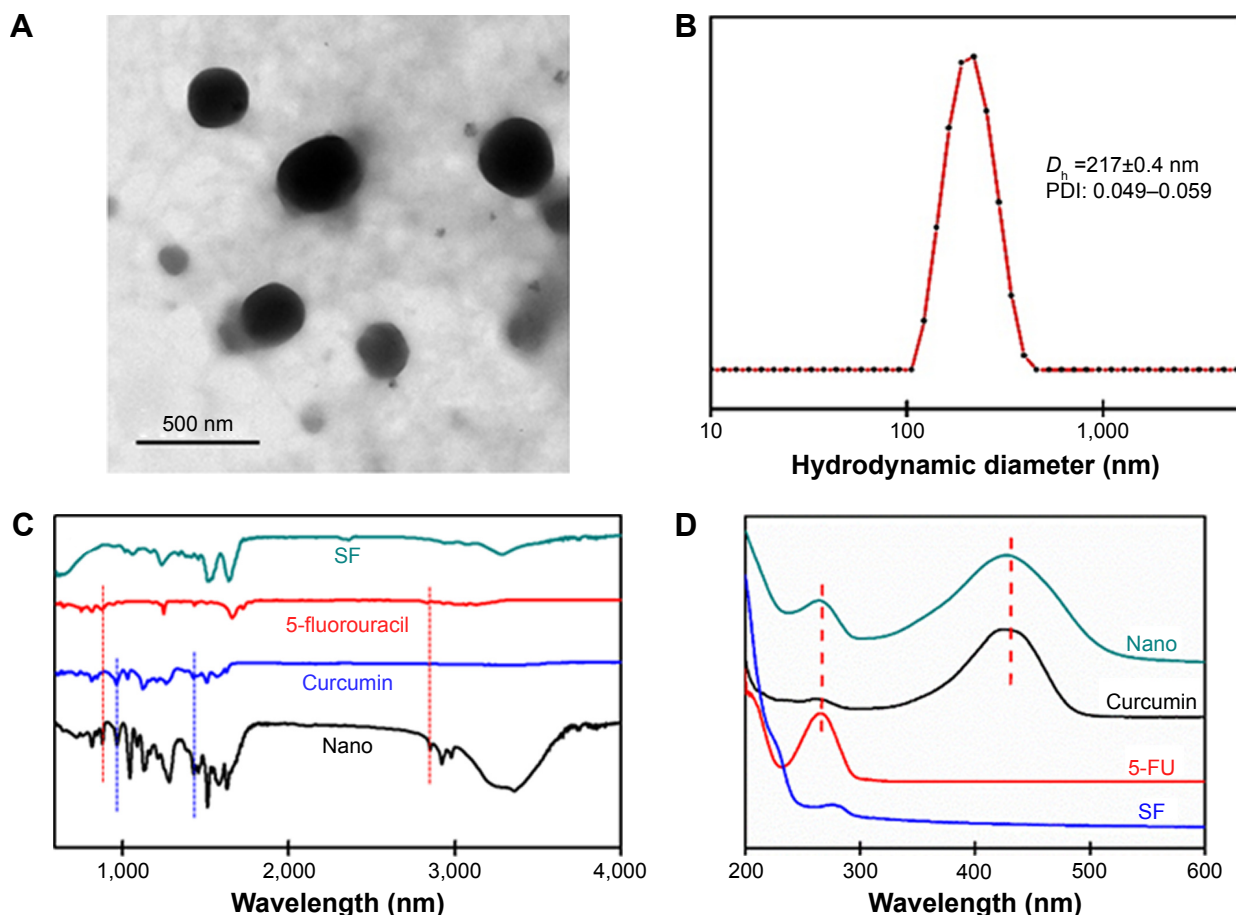 A
500 nm
B
Dh =217±0.4 nm
PDI: 0.049–0.059
10
100
1,000
Hydrodynamic diameter (nm)
C
SF
5-fluorouracil
Curcumin
Nano
1,000
2,000
3,000
4,000
Wavelength (nm)
D
Nano
Curcumin
5-FU
SF
200
300
400
500
600
Wavelength (nm)